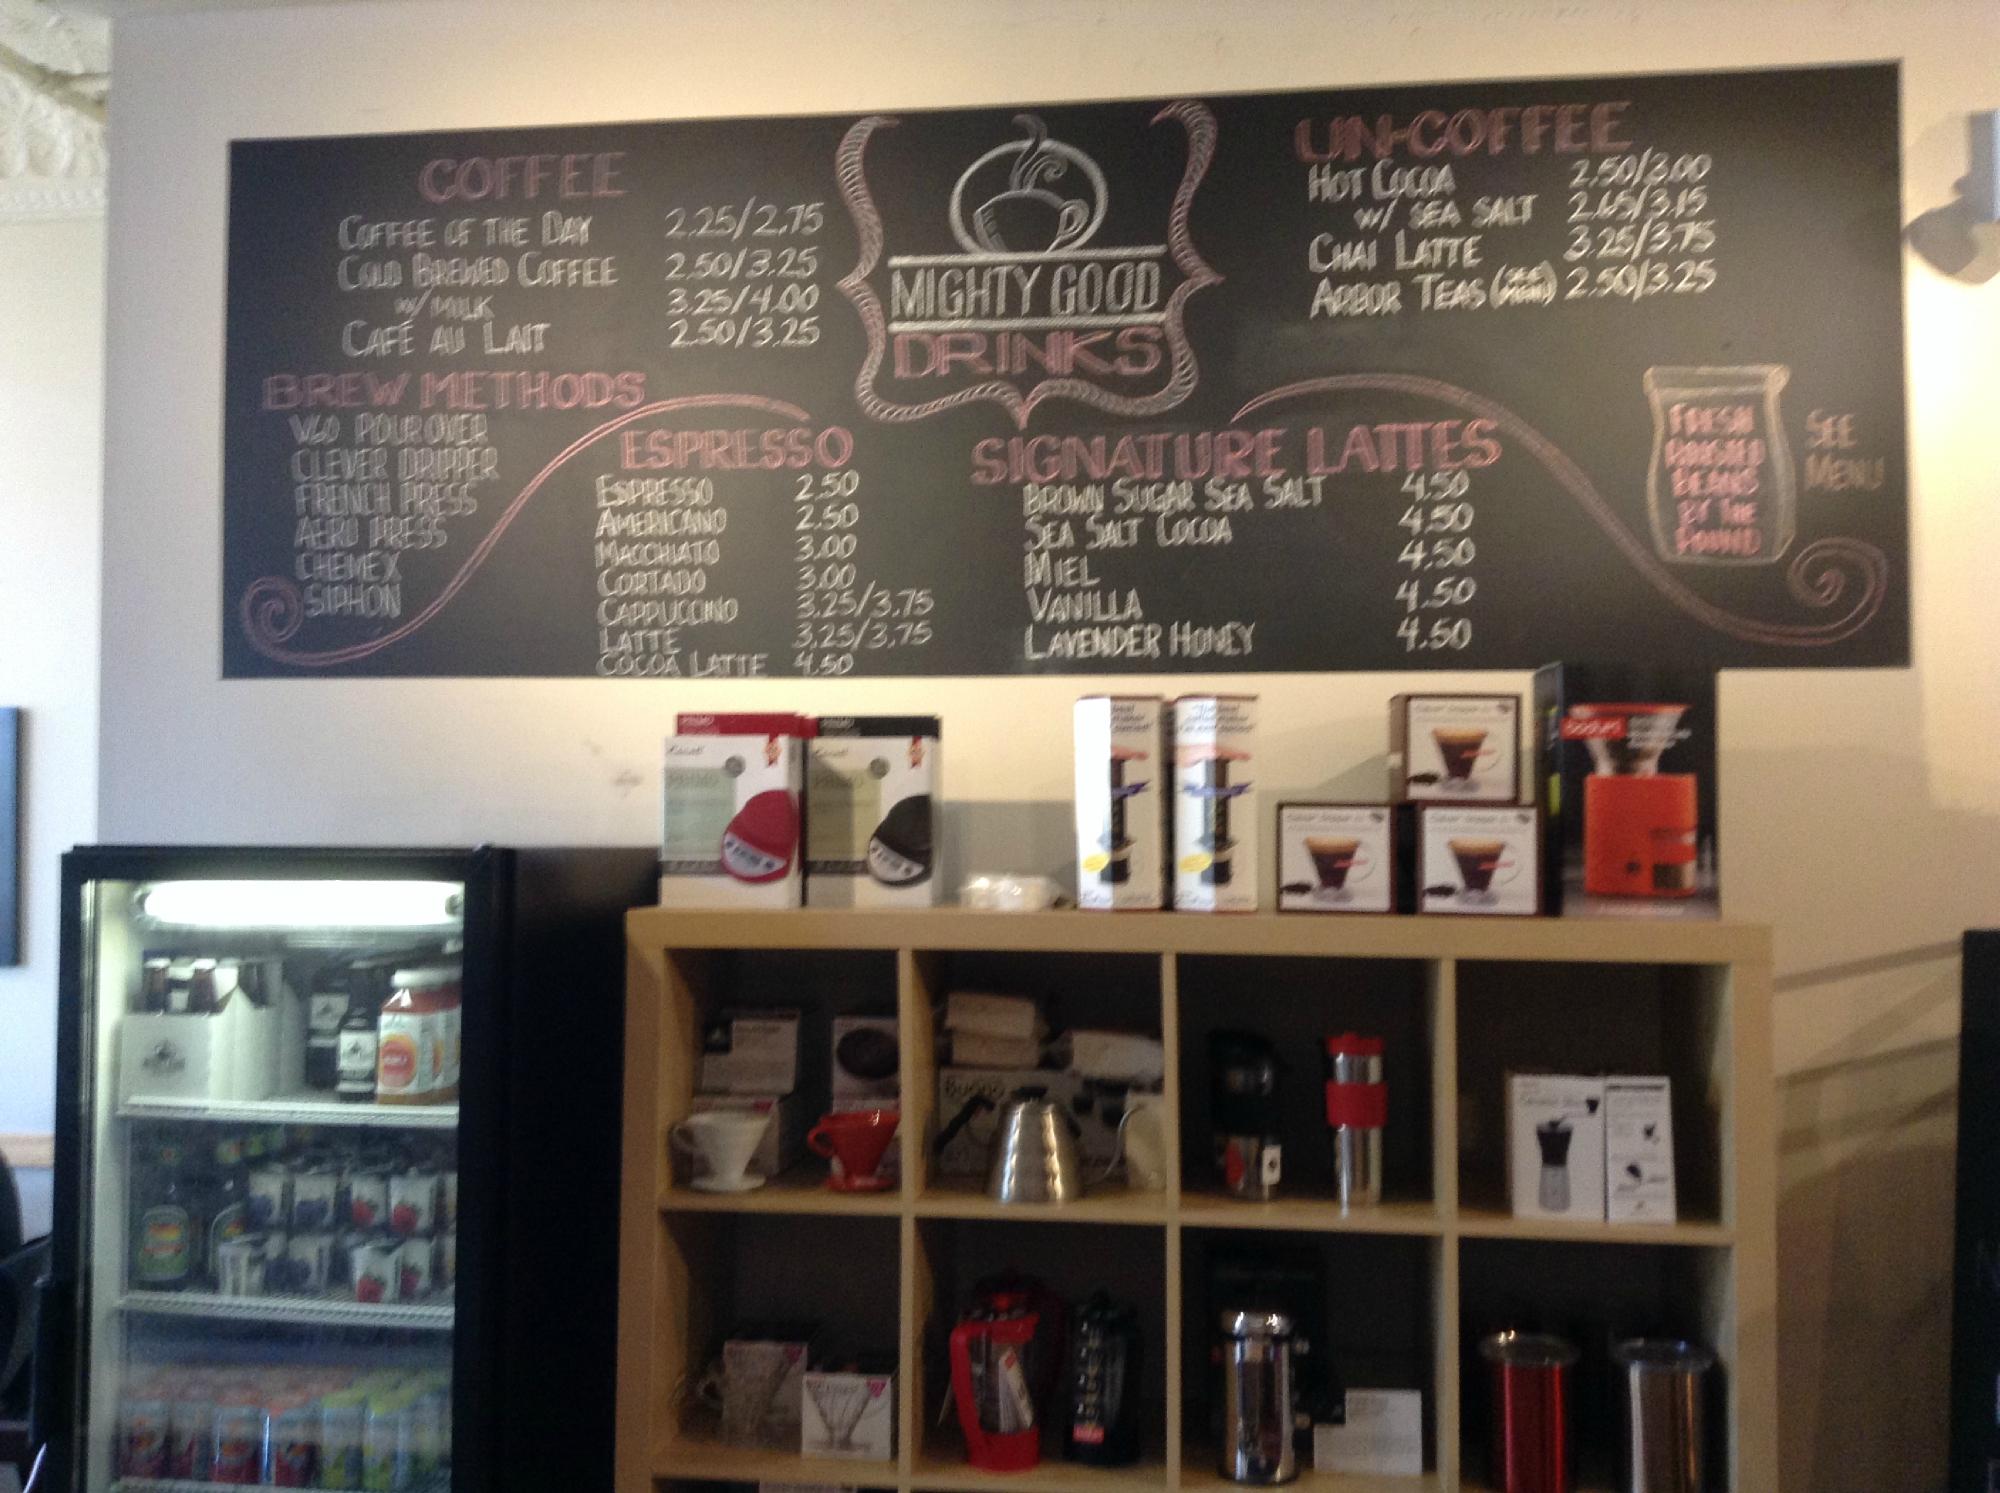 COFFEE
COFFEE OF THE DAY 2.25/2.75
COLD BREWED COFFEE 2.50/3.25
W/ MILK 3.25/4.00
CAFÉ AU LAIT 2.50/3.25
BREW METHODS
V60 POUROVER
CLEVER DRIPPER
FRENCH PRESS
AERO PRESS
CHEMEX
SIPHON
ESPRESSO
ESPRESSO 2.50
AMERICANO 2.50
MACCHIATO 3.00
CORTADO 3.00
CAPPUCCINO 3.25/3.75
LATTE 3.25/3.75
COCOA LATTE 4.50
MIGHTY GOOD
DRINKS
SIGNATURE LATTES
BROWN SUGAR SEA SALT 4.50
SEA SALT COCOA 4.50
MIEL 4.50
VANILLA 4.50
LAVENDER HONEY 4.50
UN-COFFEE
HOT COCOA 2.50/3.00
W/ SEA SALT 2.65/3.15
CHAI LATTE 3.25/3.75
ARBOR TEAS 2.50/3.25
FRESH
ROASTED
BEANS
BY THE
POUND
SEE
MENU
PRIMO
PRIMO
bodum
Buono